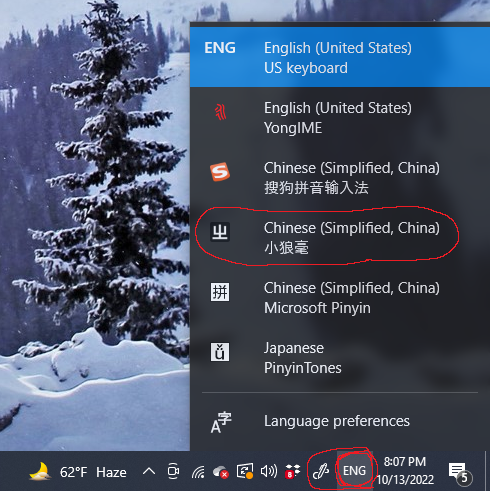 ENG English (United States)
US keyboard
English (United States)
YongIME
Chinese (Simplified, China)
搜狗拼音输入法
Chinese (Simplified, China)
小狼毫
拼 Chinese (Simplified, China)
Microsoft Pinyin
ǚ Japanese
PinyinTones
A字 Language preferences
62°F Haze ENG 8:07 PM
10/13/2022
8
5